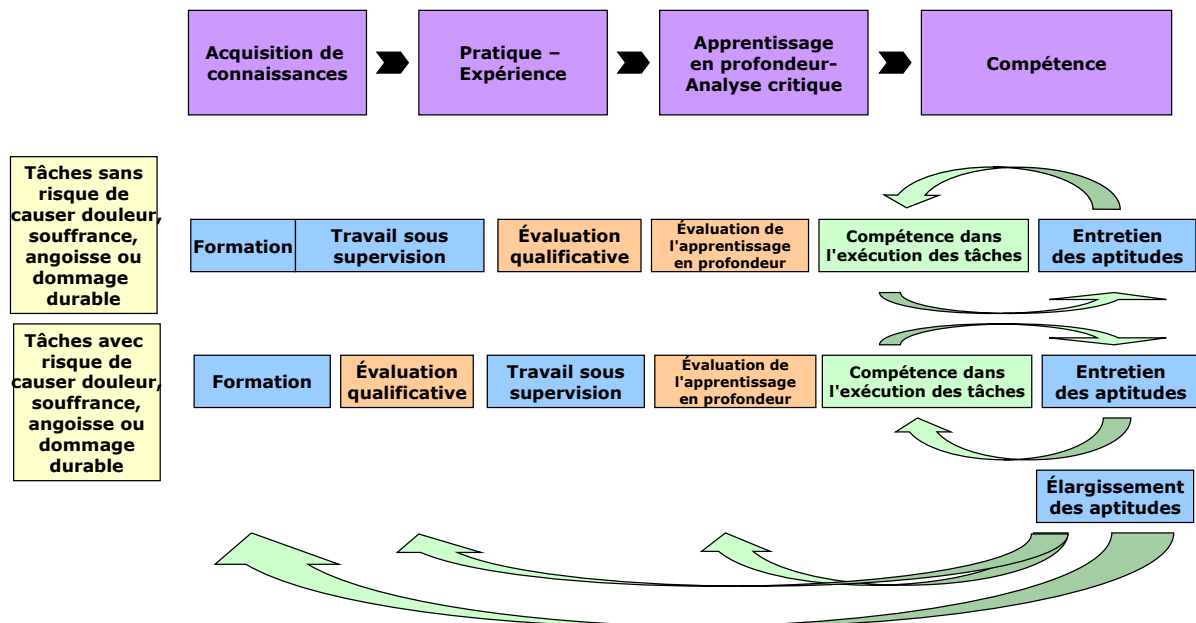 Acquisition de
connaissances
Pratique –
Expérience
Apprentissage
en profondeur-
Analyse critique
Compétence
Tâches sans
risque de
causer douleur,
souffrance,
angoisse ou
dommage
durable
Formation
Travail sous
supervision
Évaluation
qualificative
Évaluation de
l'apprentissage
en profondeur
Compétence dans
l'exécution des tâches
Entretien
des aptitudes
Tâches avec
risque de
causer douleur,
souffrance,
angoisse ou
dommage
durable
Formation
Évaluation
qualificative
Travail sous
supervision
Évaluation de
l'apprentissage
en profondeur
Compétence dans
l'exécution des tâches
Entretien
des aptitudes
Élargissement
des aptitudes